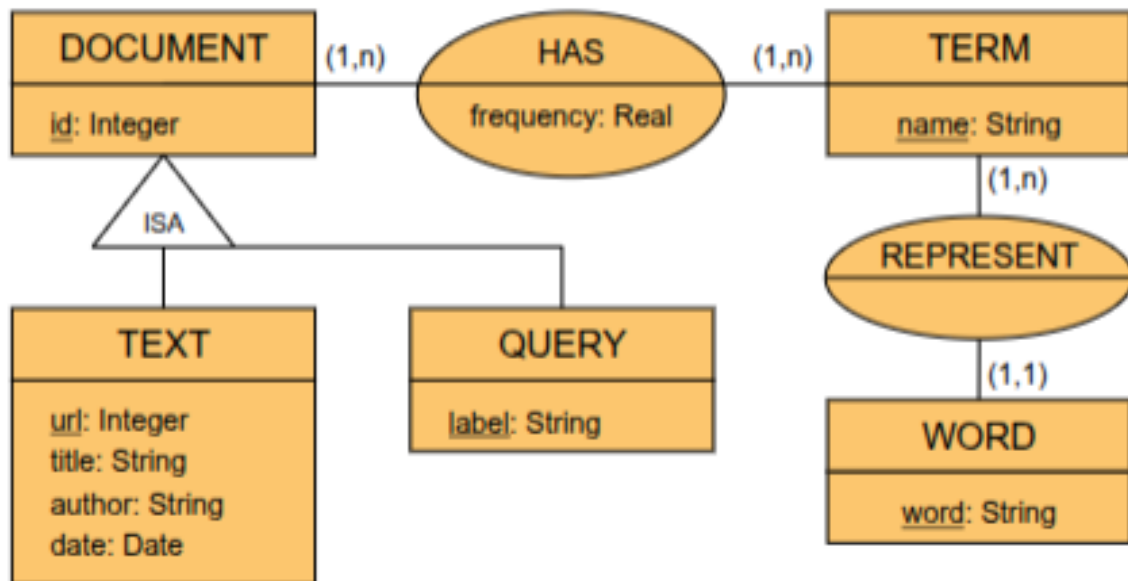 DOCUMENT
id: Integer
(1,n)
HAS
frequency: Real
(1,n)
TERM
name: String
(1,n)
REPRESENT
(1,1)
WORD
word: String
ISA
TEXT
url: Integer
title: String
author: String
date: Date
QUERY
label: String